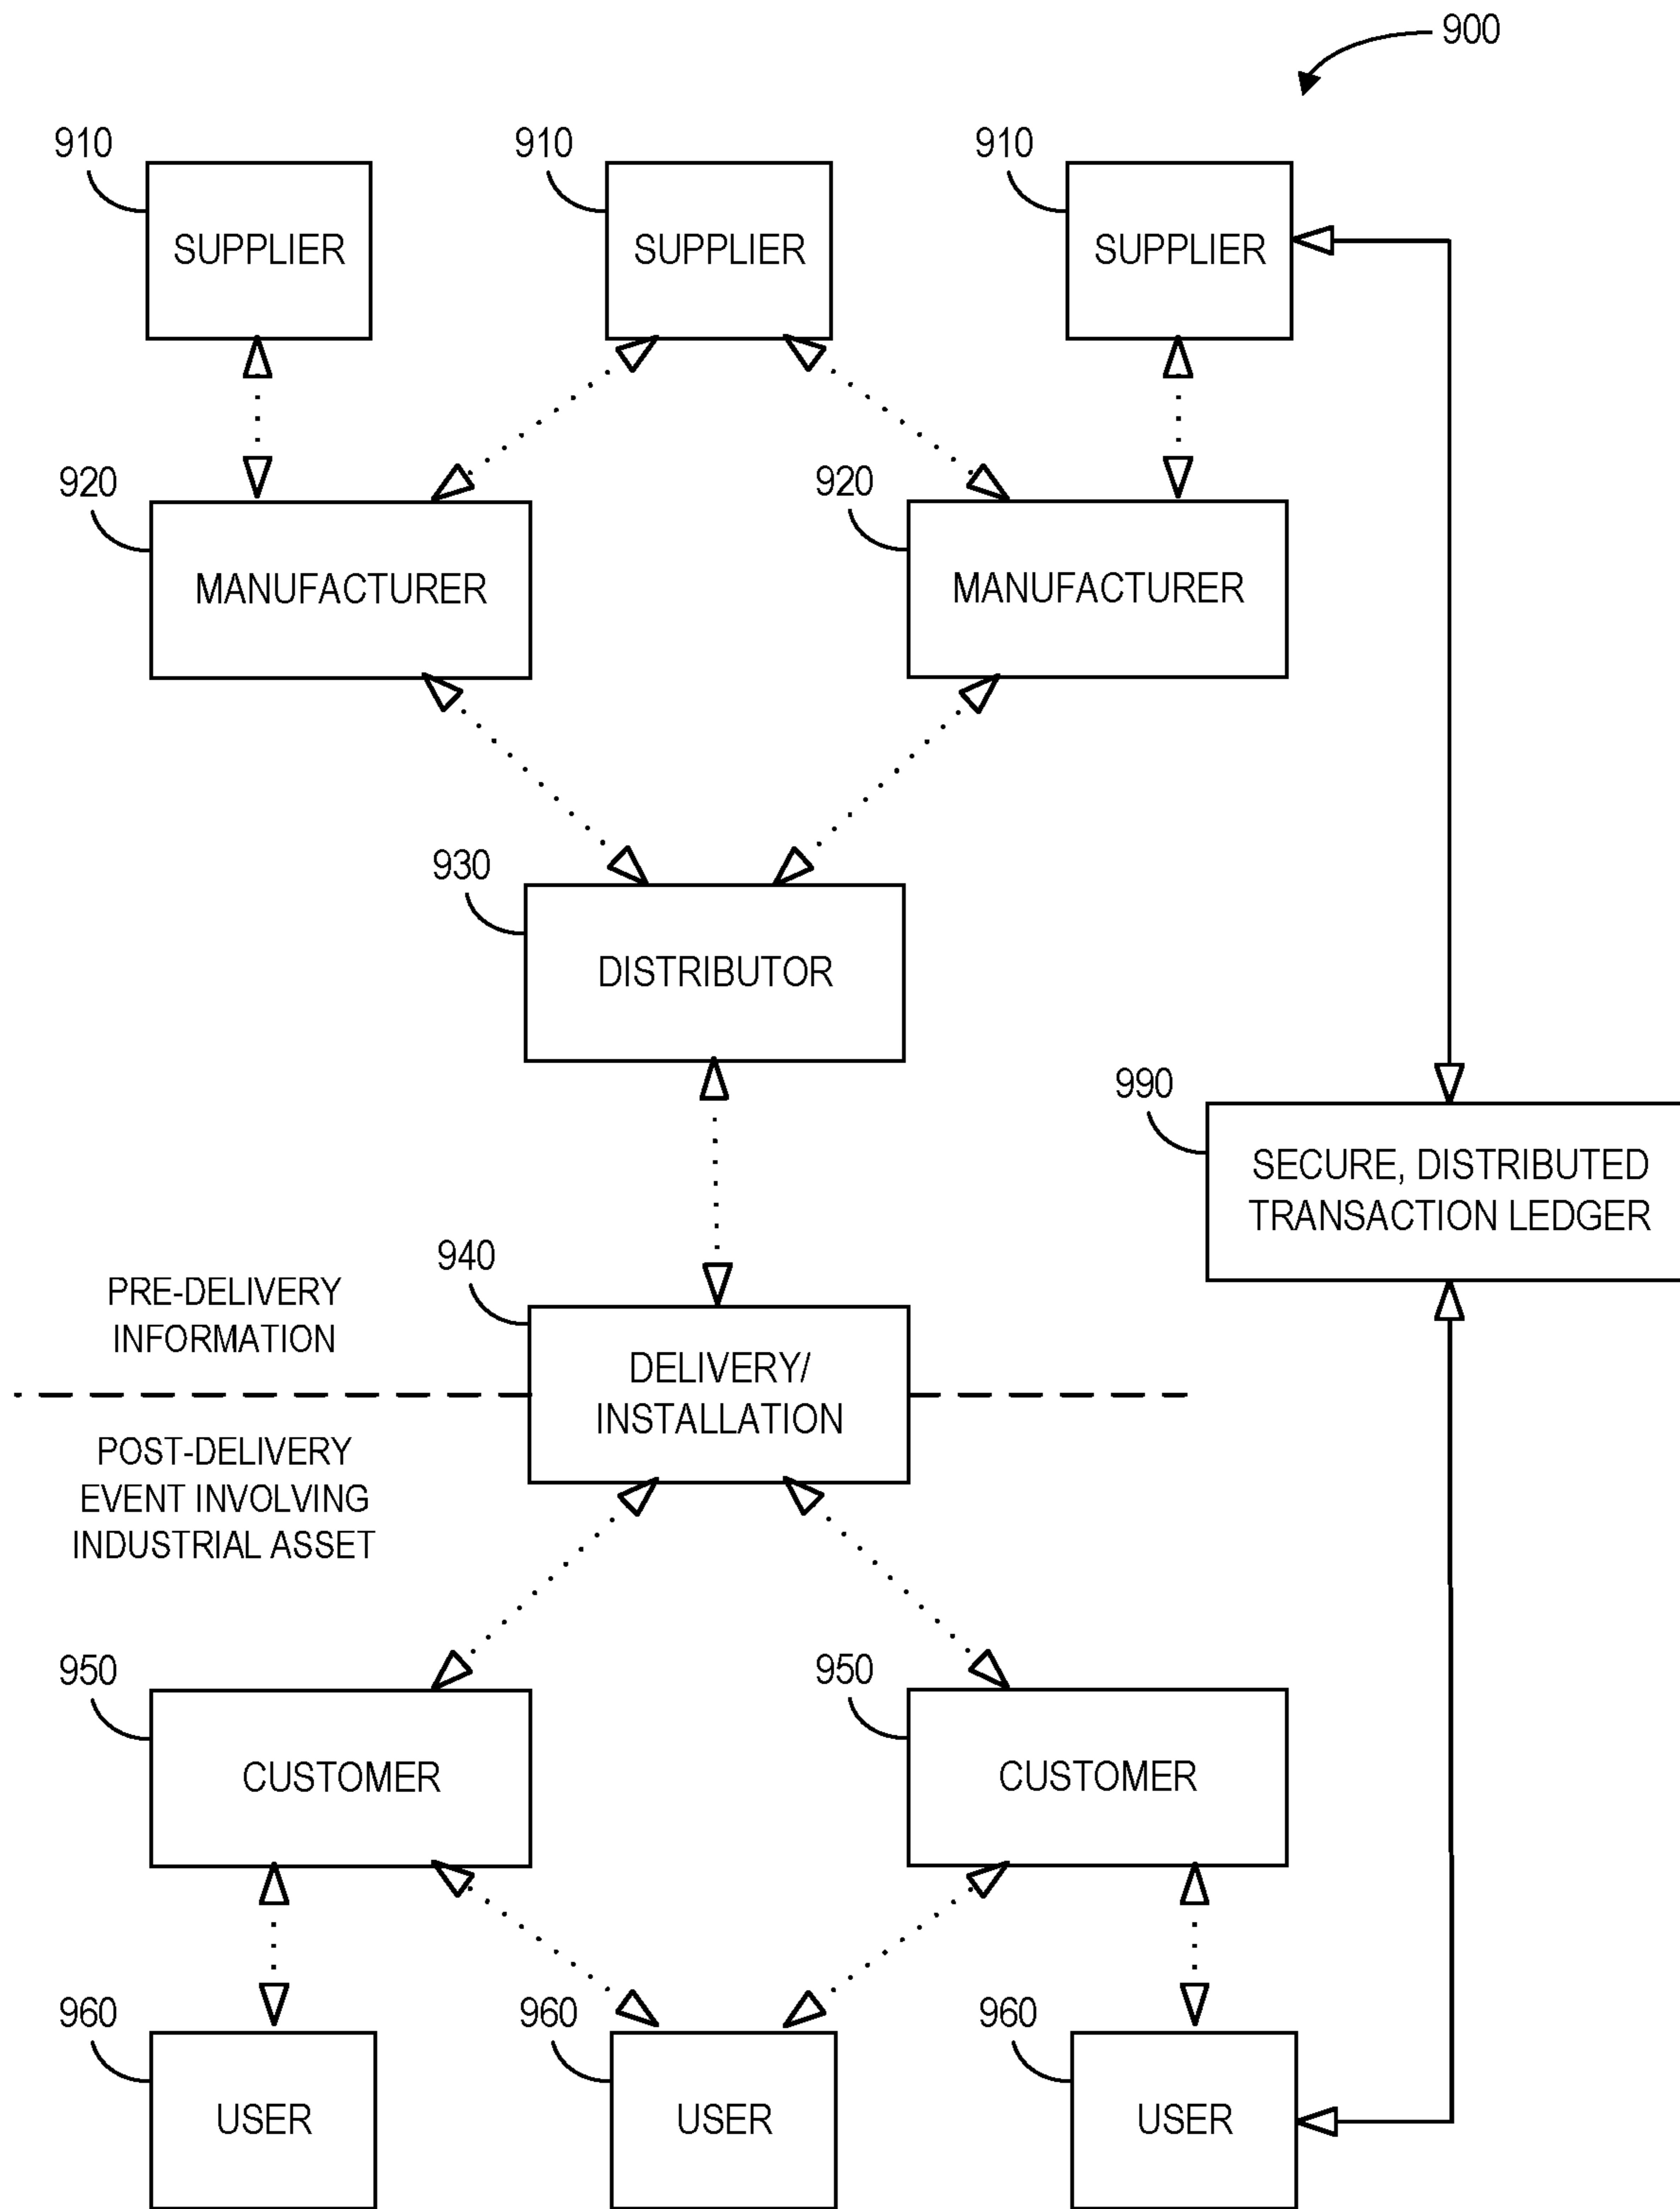 900
910
910
910
SUPPLIER
SUPPLIER
SUPPLIER
920
920
MANUFACTURER
MANUFACTURER
930
DISTRIBUTOR
990
SECURE, DISTRIBUTED
TRANSACTION LEDGER
940
PRE-DELIVERY
INFORMATION
DELIVERY/
INSTALLATION
POST-DELIVERY
EVENT INVOLVING
INDUSTRIAL ASSET
950
950
CUSTOMER
CUSTOMER
960
960
960
USER
USER
USER